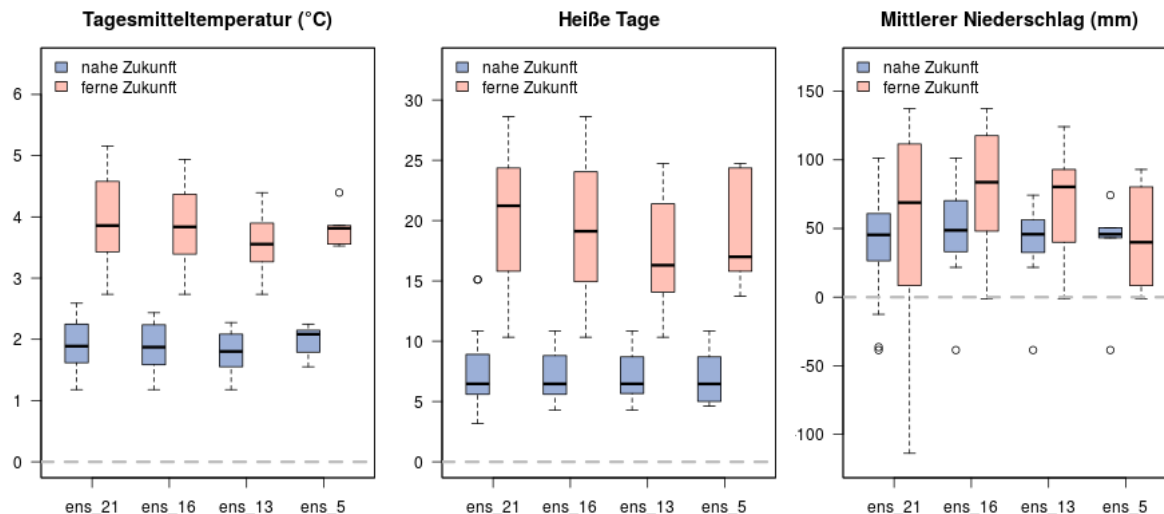 Tagesmitteltemperatur (°C)
nahe Zukunft
ferne Zukunft
6
5
4
3
2
1
0
ens_21 ens_16 ens_13 ens_5
Heiße Tage
nahe Zukunft
ferne Zukunft
30
25
20
15
10
5
0
ens_21 ens_16 ens_13 ens_5
Mittlerer Niederschlag (mm)
nahe Zukunft
ferne Zukunft
150
100
50
0
-50
-100
ens_21 ens_16 ens_13 ens_5